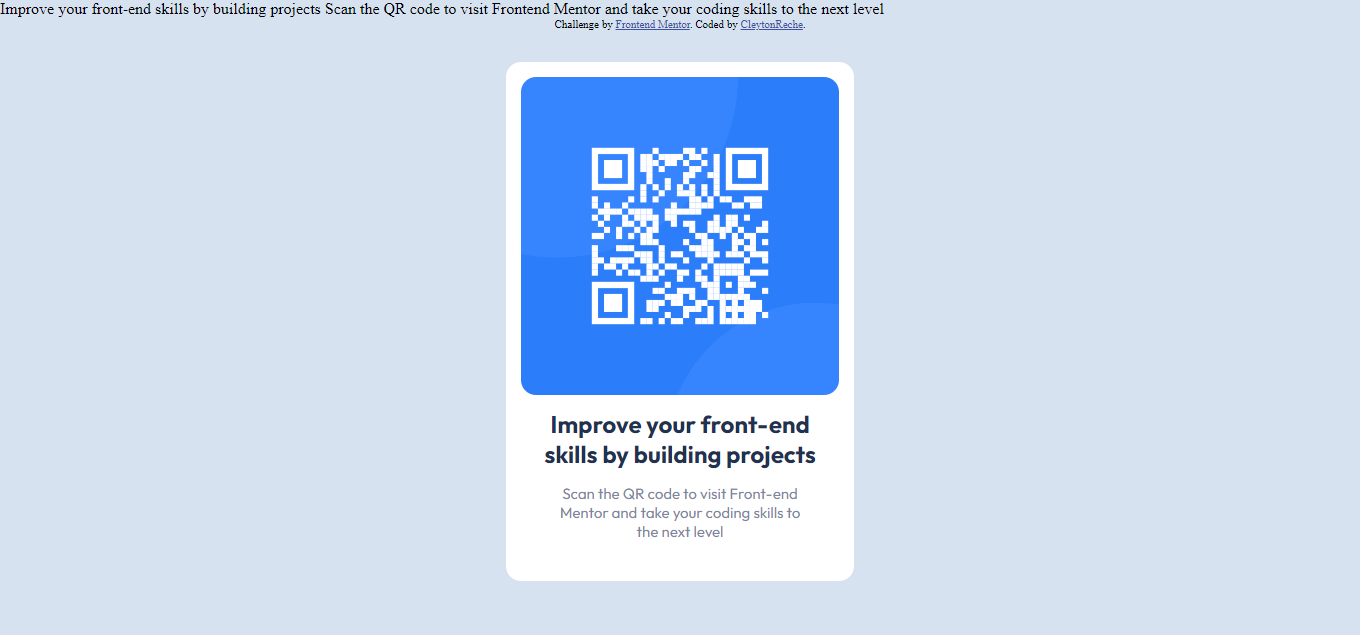 Improve your front-end skills by building projects Scan the QR code to visit Frontend Mentor and take your coding skills to the next level
Challenge by Frontend Mentor. Coded by CleytonReche.
Improve your front-end
skills by building projects
Scan the QR code to visit Front-end
Mentor and take your coding skills to
the next level